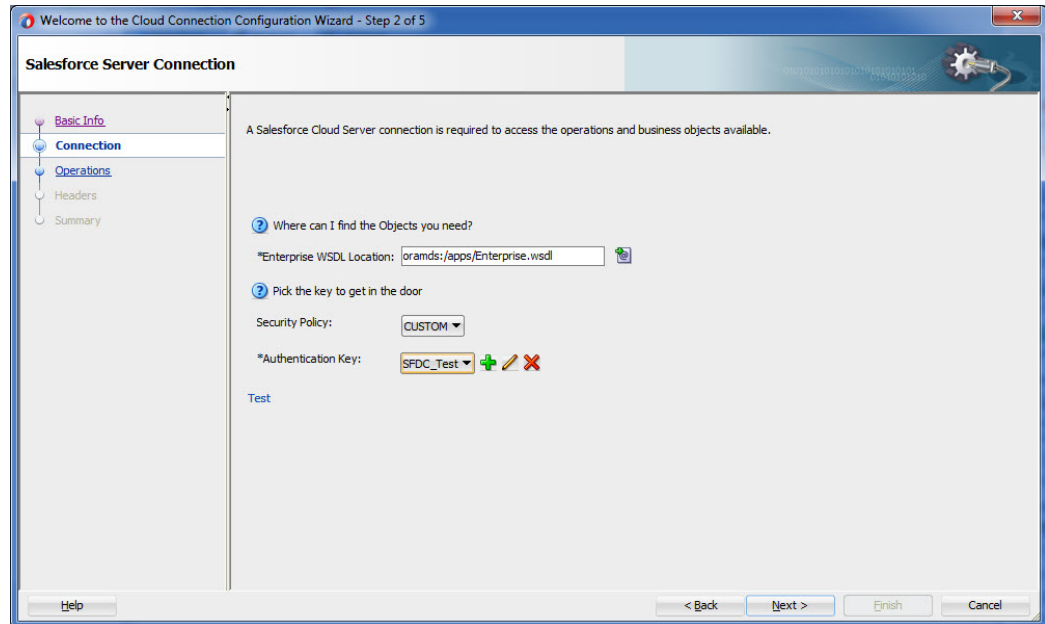 Welcome to the Cloud Connection Configuration Wizard - Step 2 of 5
Salesforce Server Connection
Basic Info
Connection
Operations
Headers
Summary
A Salesforce Cloud Server connection is required to access the operations and business objects available.
Where can I find the Objects you need?
*Enterprise WSDL Location: oramds:/apps/Enterprise.wsdl
Pick the key to get in the door
Security Policy: CUSTOM
*Authentication Key: SFDC_Test
Test
Help < Back Next > Finish Cancel